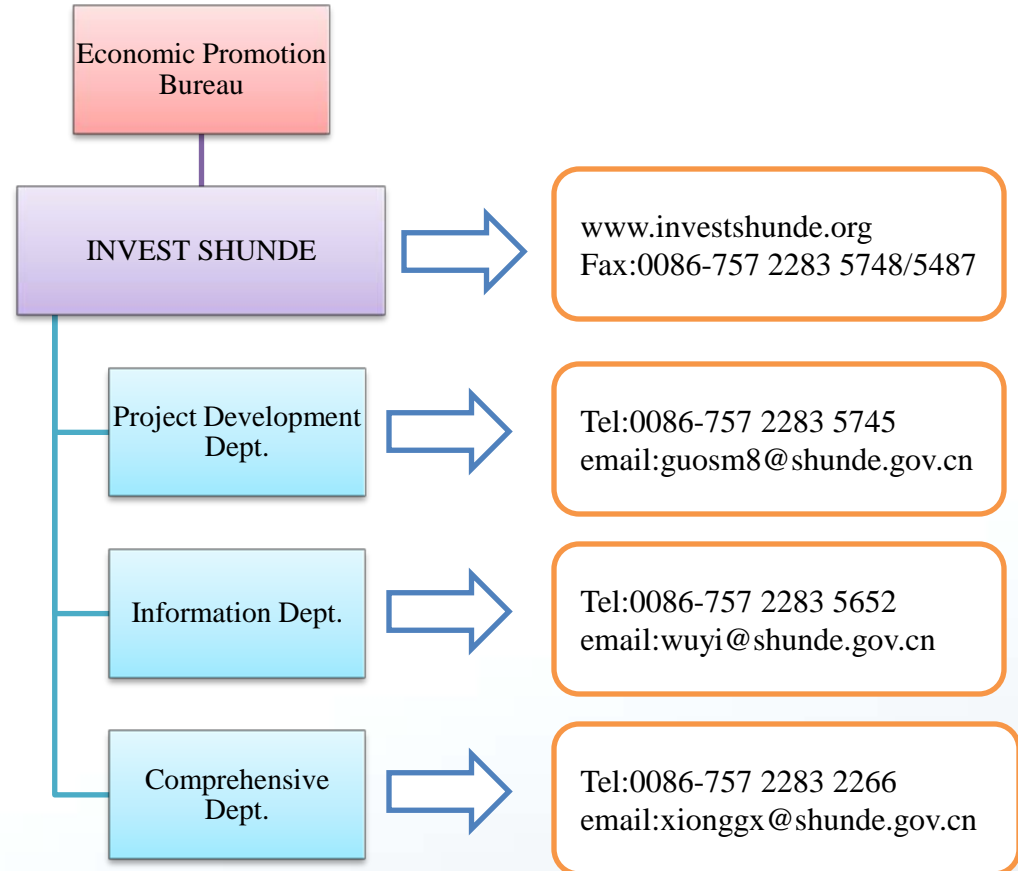 Economic Promotion
Bureau
INVEST SHUNDE
www.investshunde.org
Fax:0086-757 2283 5748/5487
Project Development
Dept.
Tel:0086-757 2283 5745
email:guosm8@shunde.gov.cn
Information Dept.
Tel:0086-757 2283 5652
email:wuyi@shunde.gov.cn
Comprehensive
Dept.
Tel:0086-757 2283 2266
email:xionggx@shunde.gov.cn